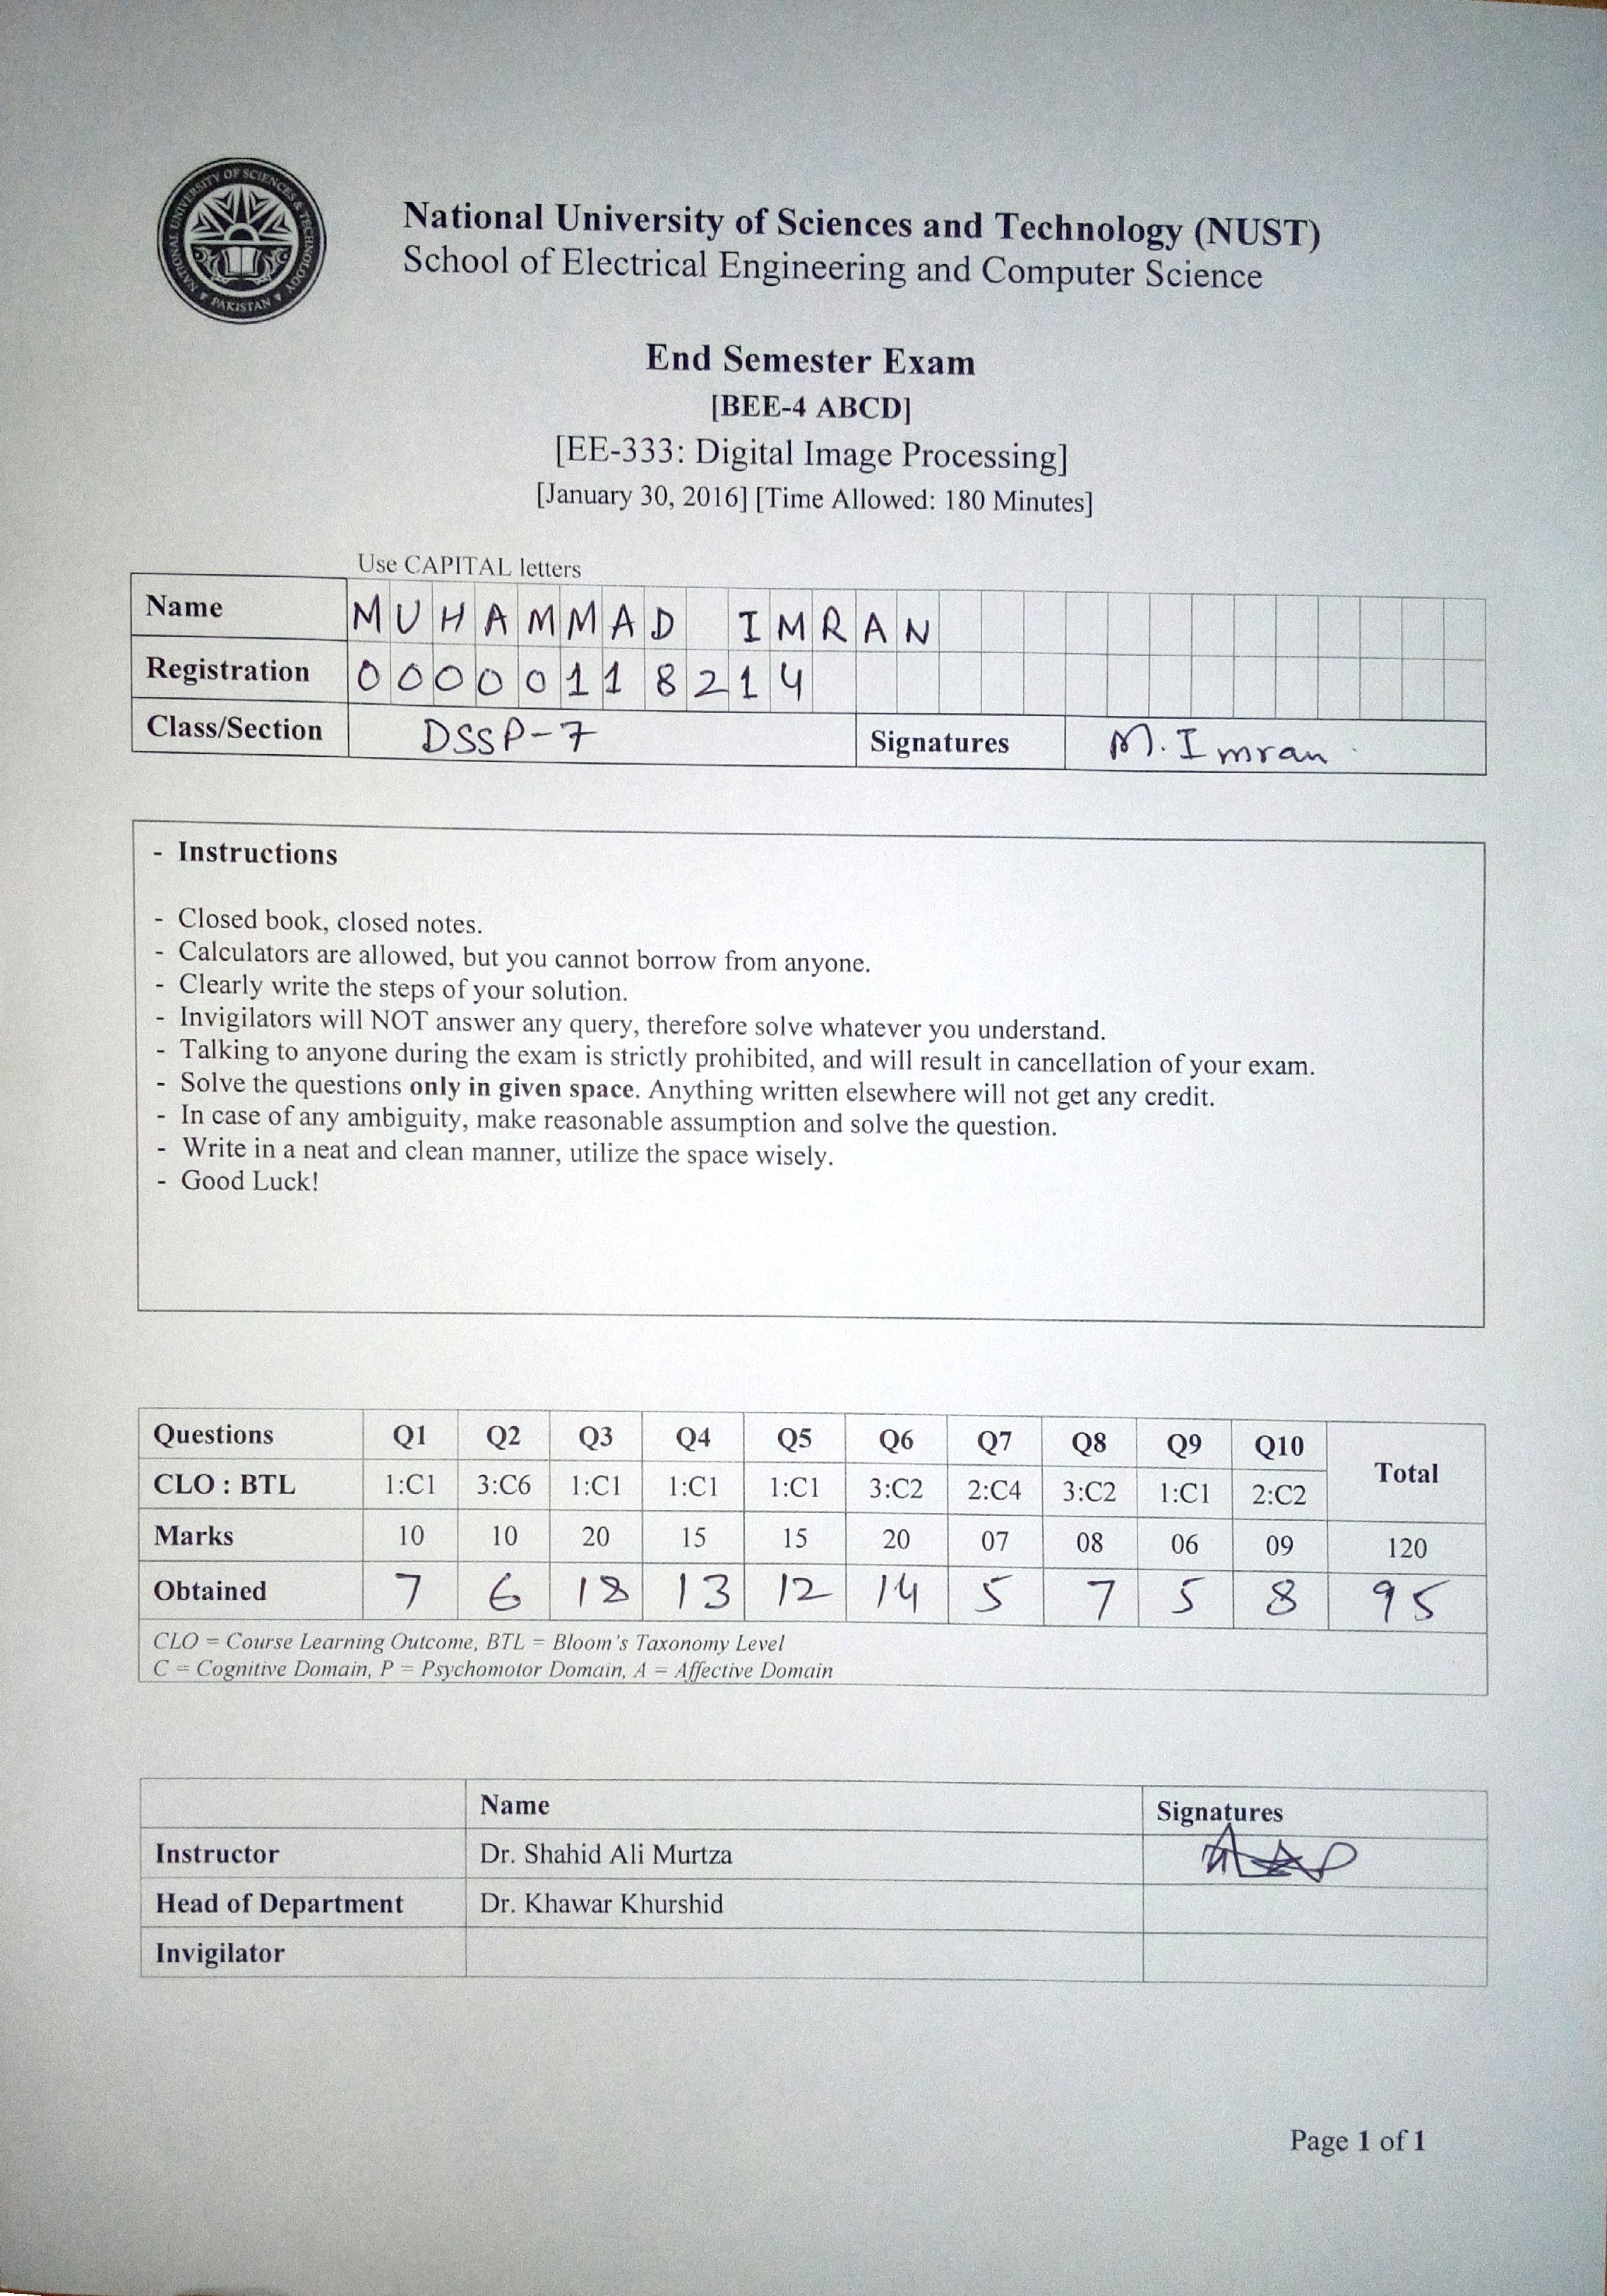 NATIONAL UNIVERSITY OF SCIENCES & TECHNOLOGY
PAKISTAN
National University of Sciences and Technology (NUST)
School of Electrical Engineering and Computer Science
End Semester Exam
[BEE-4 ABCD]
[EE-333: Digital Image Processing]
[January 30, 2016] [Time Allowed: 180 Minutes]
Use CAPITAL letters
Name MUHAMMAD IMRAN
Registration 00000118214
Class/Section DSSP-7 Signatures M. Imran
- Instructions
- Closed book, closed notes.
- Calculators are allowed, but you cannot borrow from anyone.
- Clearly write the steps of your solution.
- Invigilators will NOT answer any query, therefore solve whatever you understand.
- Talking to anyone during the exam is strictly prohibited, and will result in cancellation of your exam.
- Solve the questions only in given space. Anything written elsewhere will not get any credit.
- In case of any ambiguity, make reasonable assumption and solve the question.
- Write in a neat and clean manner, utilize the space wisely.
- Good Luck!
Questions Q1 Q2 Q3 Q4 Q5 Q6 Q7 Q8 Q9 Q10 Total
CLO : BTL 1:C1 3:C6 1:C1 1:C1 1:C1 3:C2 2:C4 3:C2 1:C1 2:C2
Marks 10 10 20 15 15 20 07 08 06 09 120
Obtained 7 6 18 13 12 14 5 7 5 8 95
CLO = Course Learning Outcome, BTL = Bloom's Taxonomy Level
C = Cognitive Domain, P = Psychomotor Domain, A = Affective Domain
Name Signatures
Instructor Dr. Shahid Ali Murtza
Head of Department Dr. Khawar Khurshid
Invigilator
Page 1 of 1